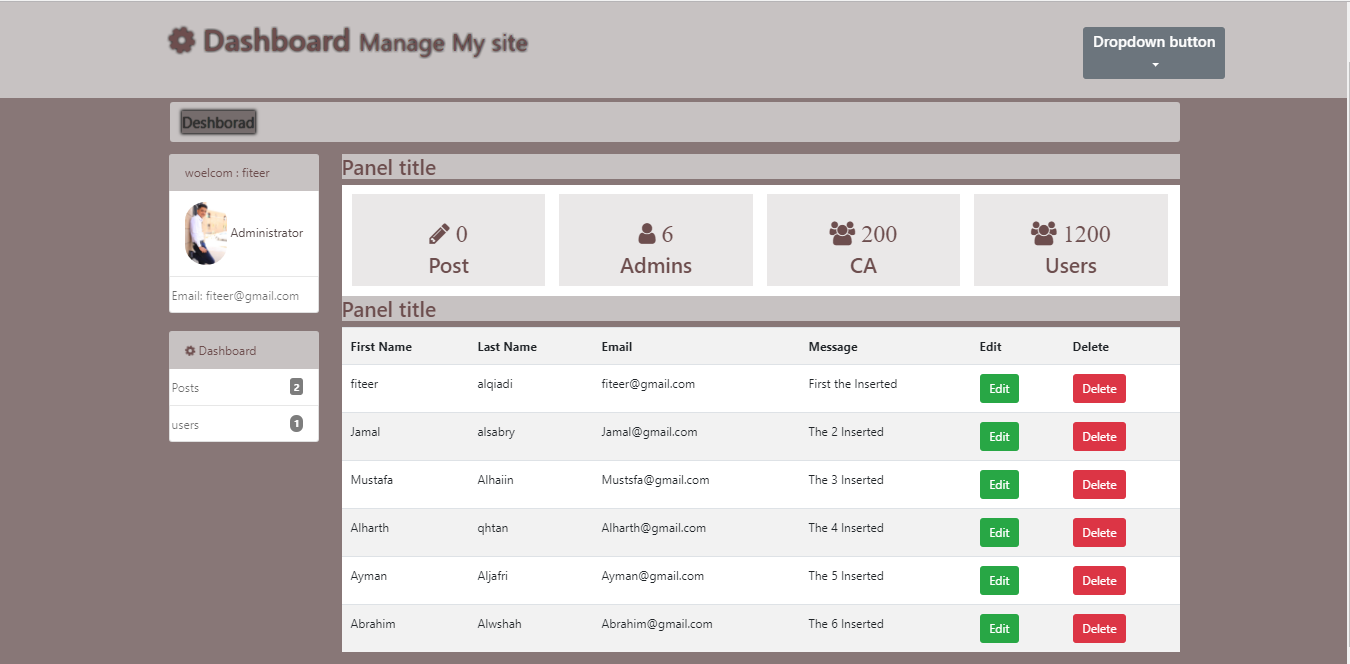 Dashboard Manage My site
Dropdown button
Deshborad
woelcom : fiteer
Administrator
Email: fiteer@gmail.com
Dashboard
Posts 2
users 1
Panel title
0 Post
6 Admins
200 CA
1200 Users
Panel title
First Name Last Name Email Message Edit Delete
fiteer alqiadi fiteer@gmail.com First the Inserted Edit Delete
Jamal alsabry Jamal@gmail.com The 2 Inserted Edit Delete
Mustafa Alhaiin Mustsfa@gmail.com The 3 Inserted Edit Delete
Alharth qhtan Alharth@gmail.com The 4 Inserted Edit Delete
Ayman Aljafri Ayman@gmail.com The 5 Inserted Edit Delete
Abrahim Alwshah Abrahim@gmail.com The 6 Inserted Edit Delete